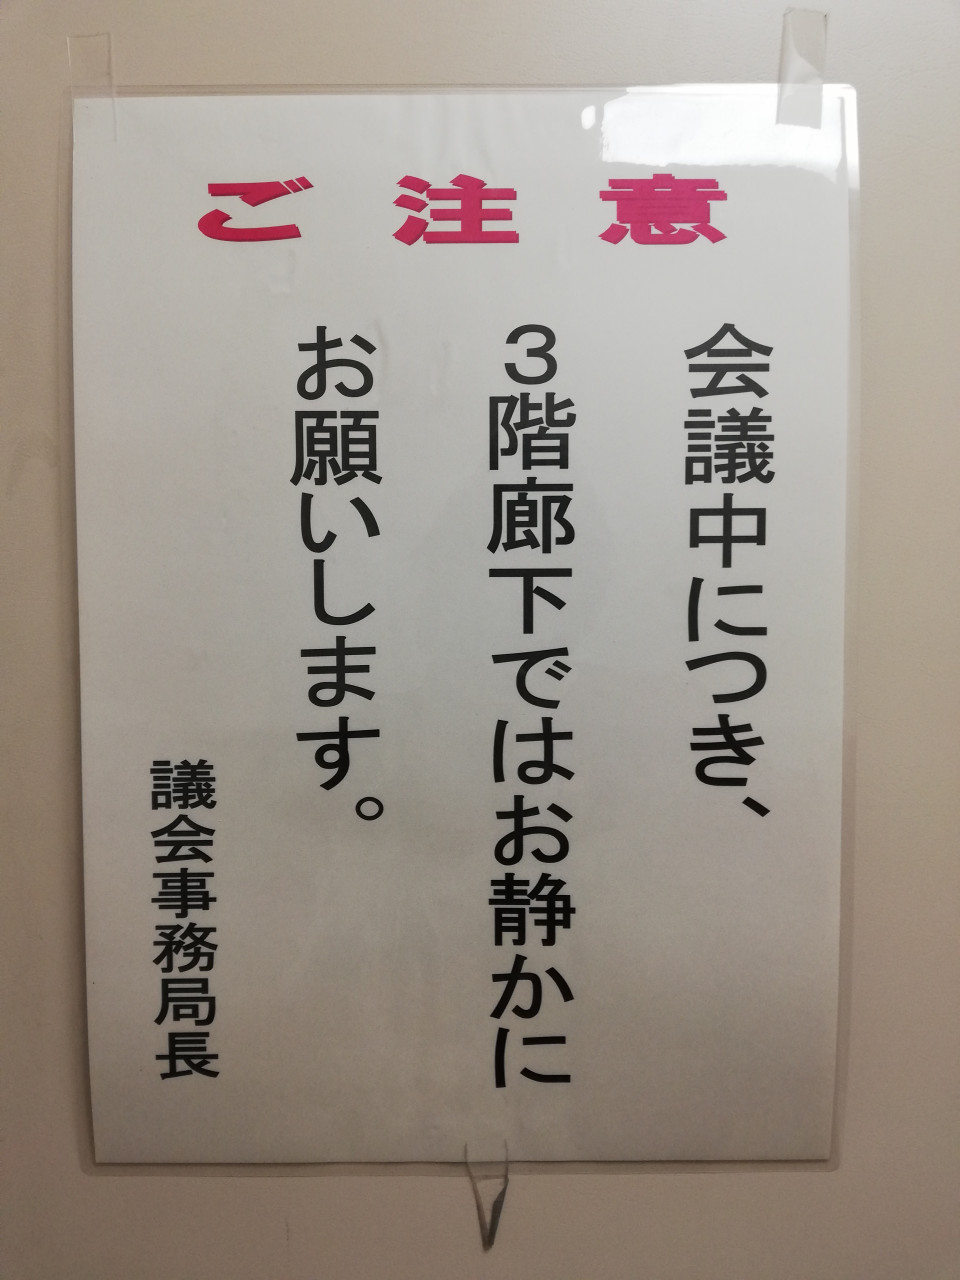 ご注意
会議中につき、
３階廊下ではお静かに
お願いします。
議会事務局長